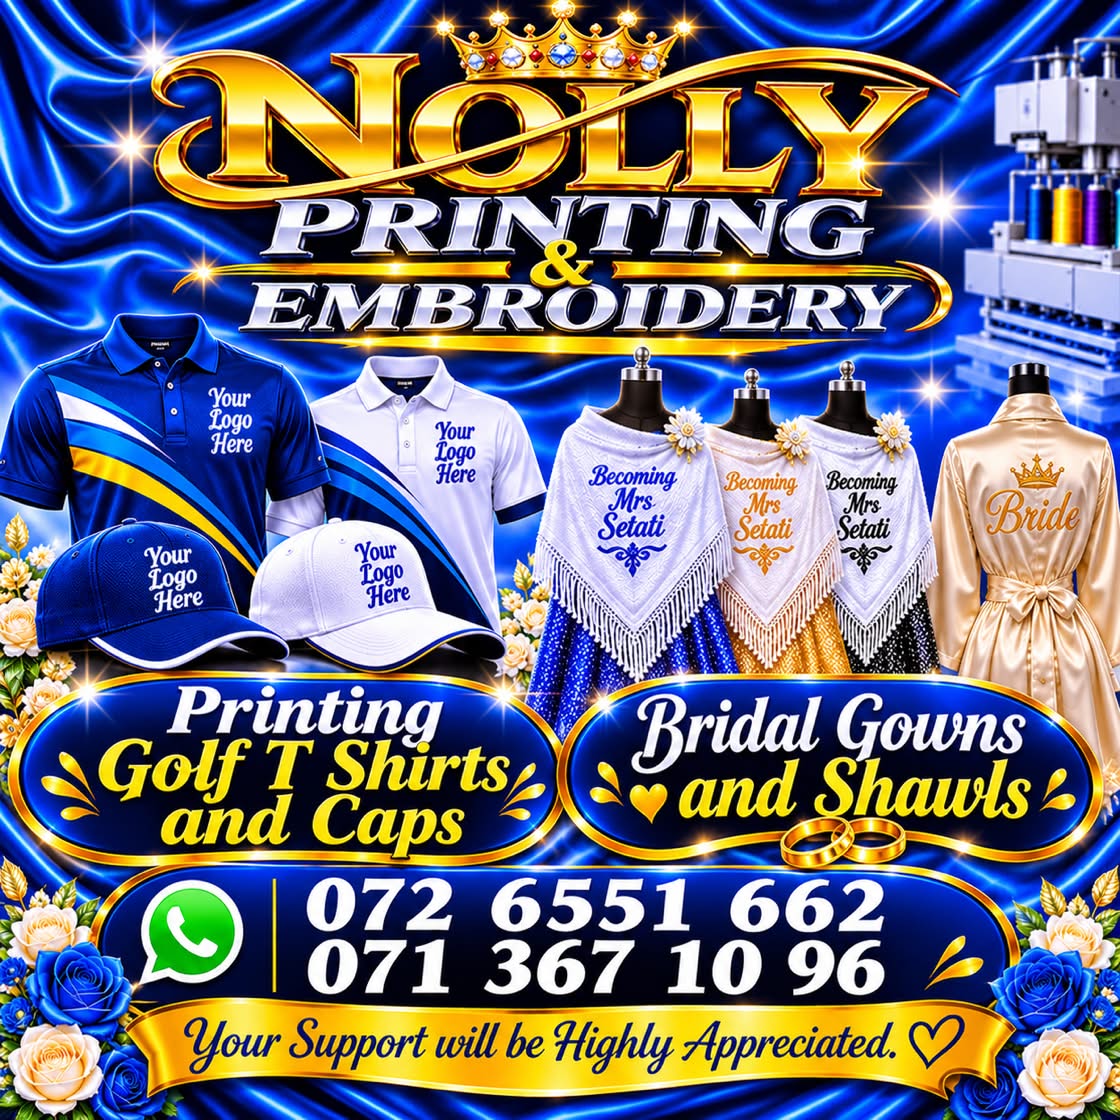 NOLLY
PRINTING
&
EMBROIDERY
Your
Logo
Here
Your
Logo
Here
Your
Logo
Here
Your
Logo
Here
Becoming
Mrs
Setati
Becoming
Mrs
Setati
Becoming
Mrs
Setati
Bride
Printing
Golf T Shirts
and Caps
Bridal Gowns
and Shawls
072 6551 662
071 367 10 96
Your Support will be Highly Appreciated.